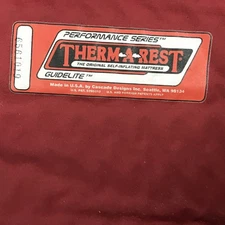 PERFORMANCE SERIES™
THERM-A-REST
THE ORIGINAL SELF-INFLATING MATTRESS
GUIDELITE™
Made in U.S.A. by Cascade Designs Inc. Seattle, WA 98134